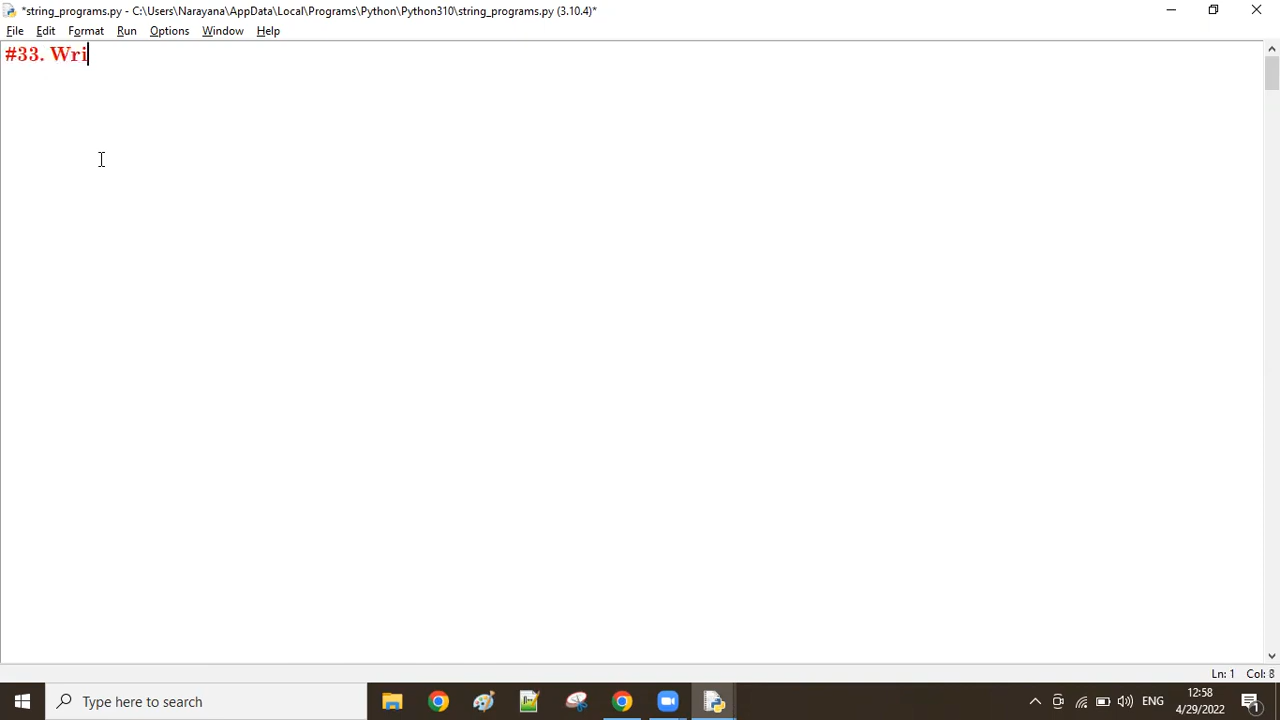 *string_programs.py - C:\Users\Narayana\AppData\Local\Programs\Python\Python310\string_programs.py (3.10.4)*
File Edit Format Run Options Window Help
#33. Wri
Ln: 1 Col: 8
Type here to search
ENG
12:58
4/29/2022
1